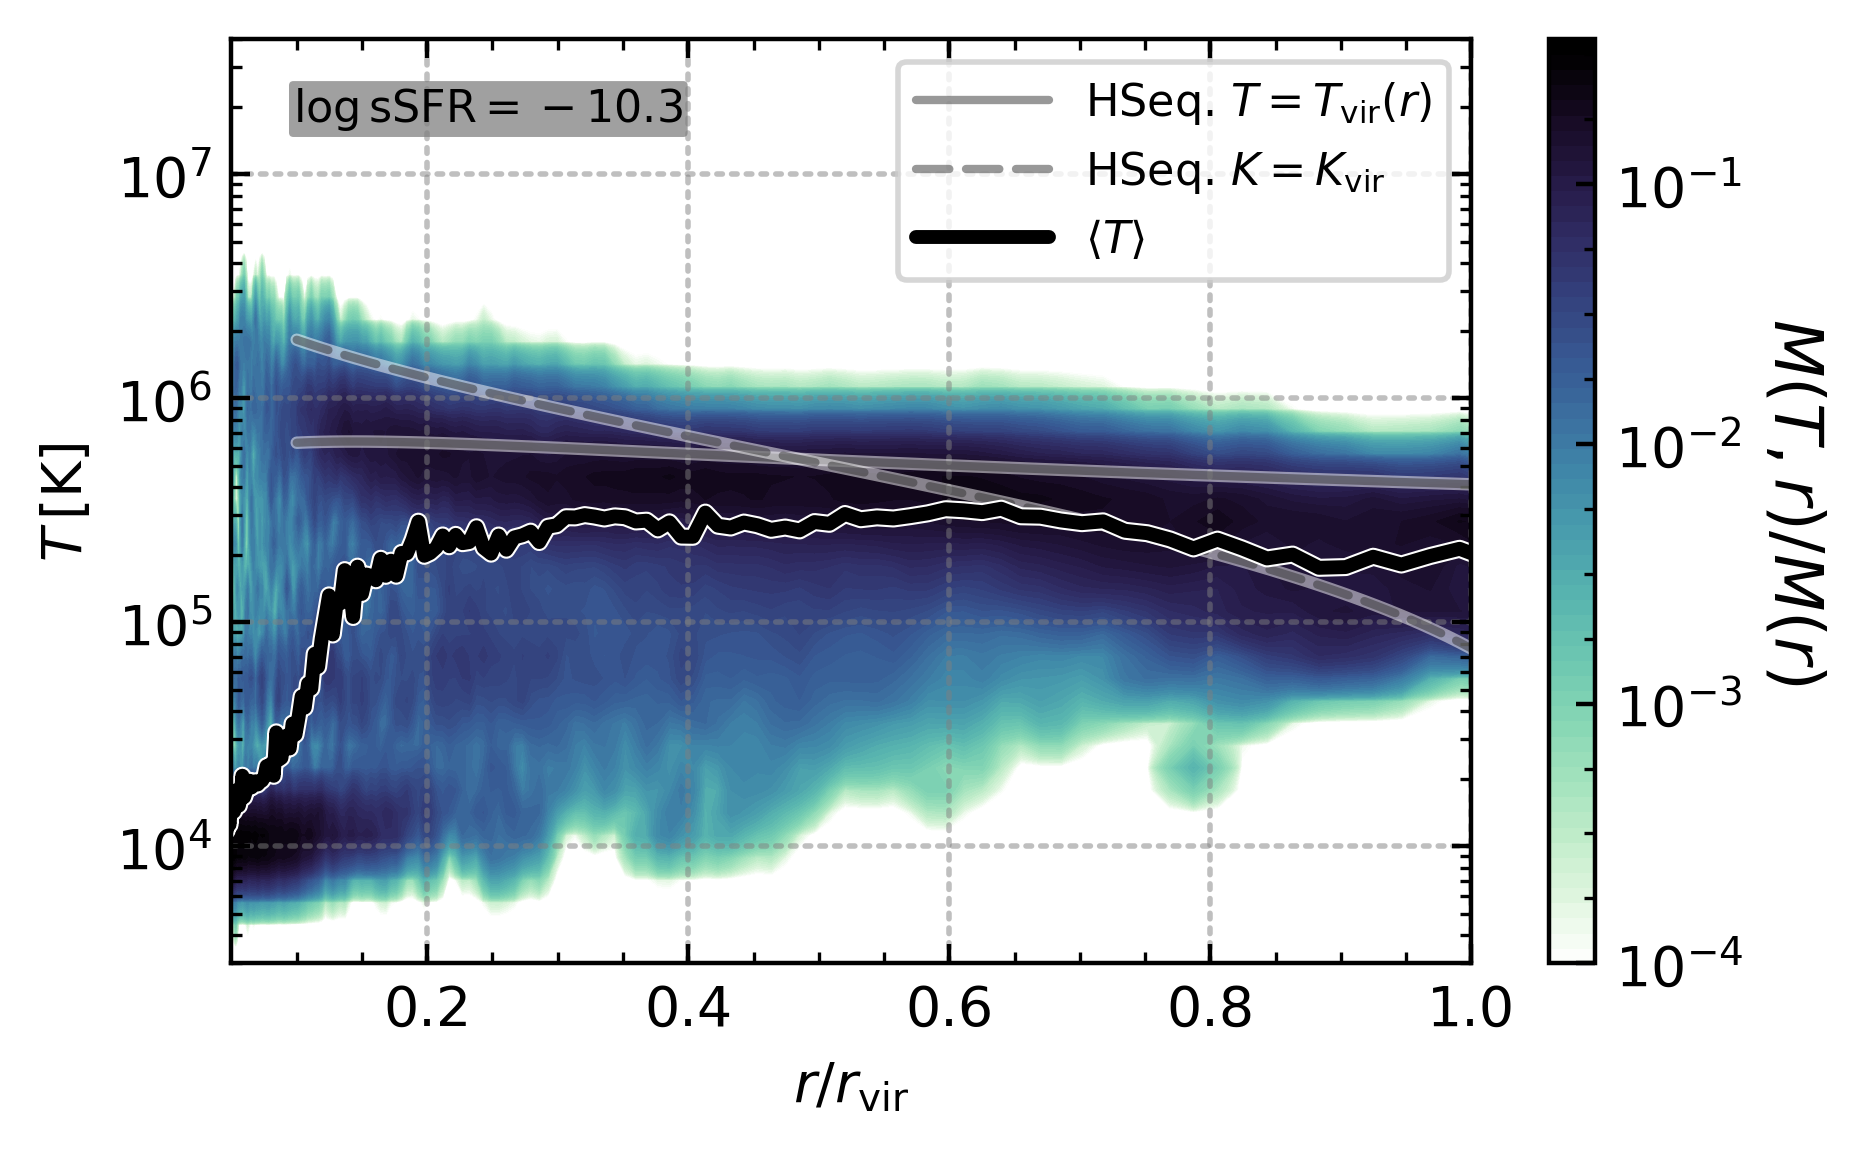 log sSFR = −10.3
HSeq. T = T_vir(r)
HSeq. K = K_vir
⟨T⟩
10^7
10^6
10^5
10^4
T [K]
0.2 0.4 0.6 0.8 1.0
r/r_vir
10^−1
10^−2
10^−3
10^−4
M(T, r)/M(r)